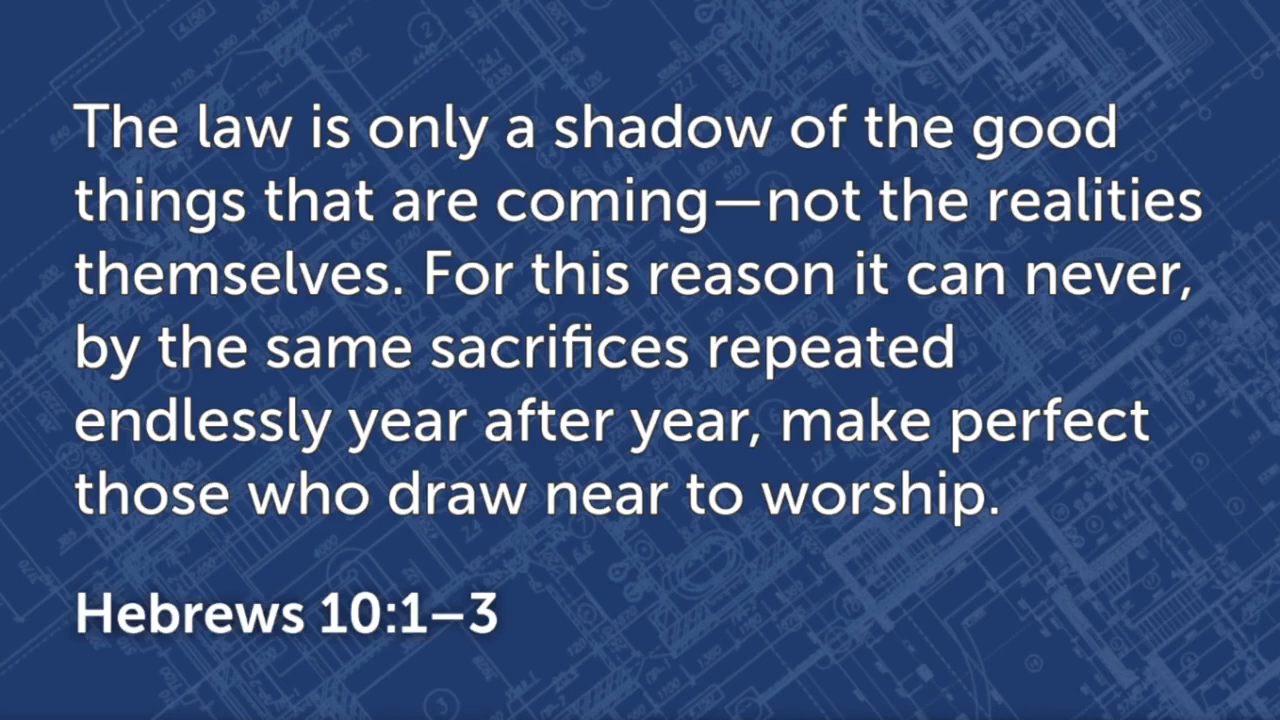 The law is only a shadow of the good
things that are coming—not the realities
themselves. For this reason it can never,
by the same sacrifices repeated
endlessly year after year, make perfect
those who draw near to worship.
Hebrews 10:1–3